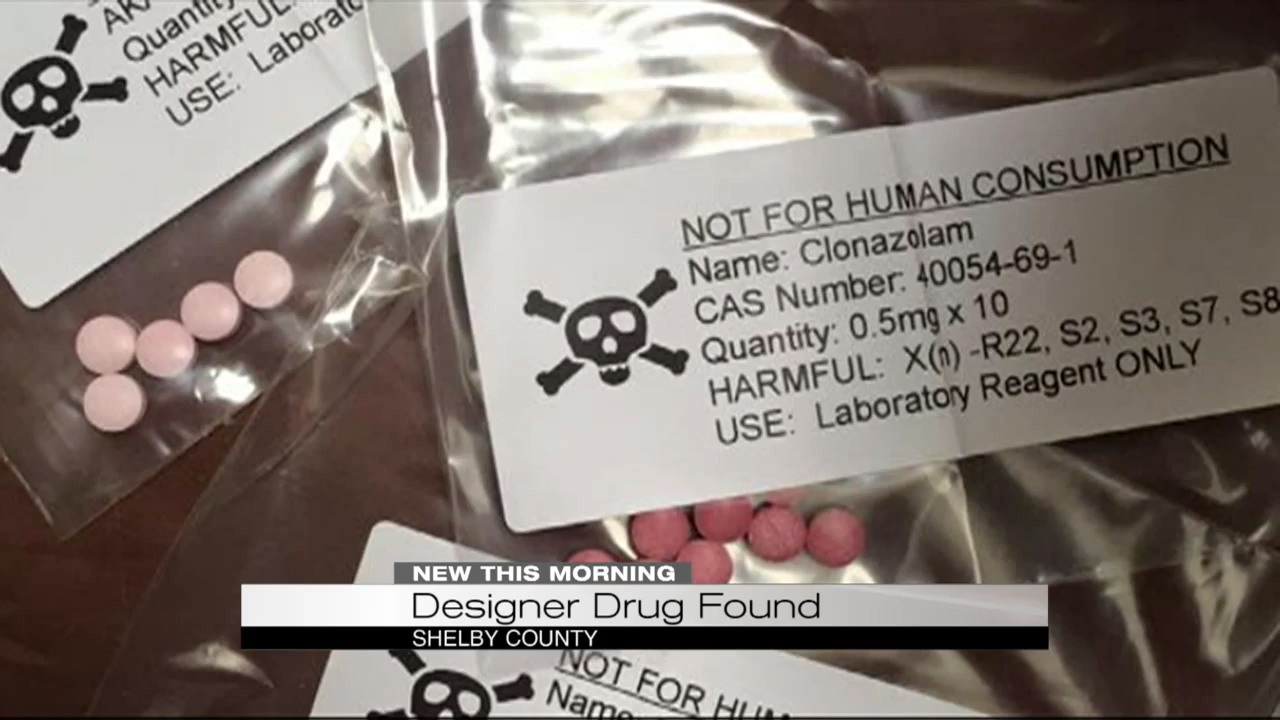 Quantity
HARMFUL:
USE: Laborato
NOT FOR HUMAN CONSUMPTION
Name: Clonazolam
CAS Number: 40054-69-1
Quantity: 0.5mg x 10
HARMFUL: X(n) -R22, S2, S3, S7, S8
USE: Laboratory Reagent ONLY
NEW THIS MORNING
Designer Drug Found
SHELBY COUNTY
NOT FOR HUM
Name